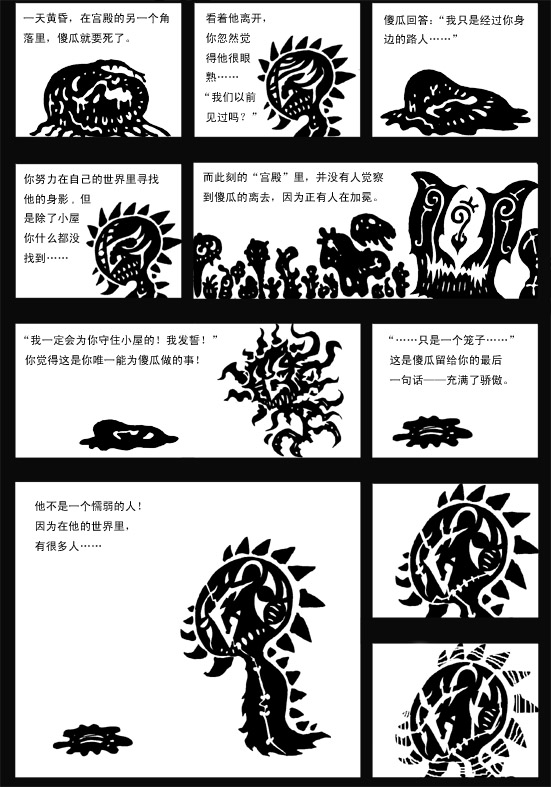 一天黄昏，在宫殿的另一个角
落里，傻瓜就要死了。
看着他离开，
你忽然觉
得他很眼
熟……
“我们以前
见过吗？”
傻瓜回答：“我只是经过你身
边的路人……”
你努力在自己的世界里寻找
他的身影，但
是除了小屋
你什么都没
找到……
而此刻的“宫殿”里，并没有人觉察
到傻瓜的离去，因为正有人在加冕。
“我一定会为你守住小屋的！我发誓！”
你觉得这是你唯一能为傻瓜做的事！
“……只是一个笼子……”
这是傻瓜留给你的最后
一句话——充满了骄傲。
他不是一个懦弱的人！
因为在他的世界里，
有很多人……